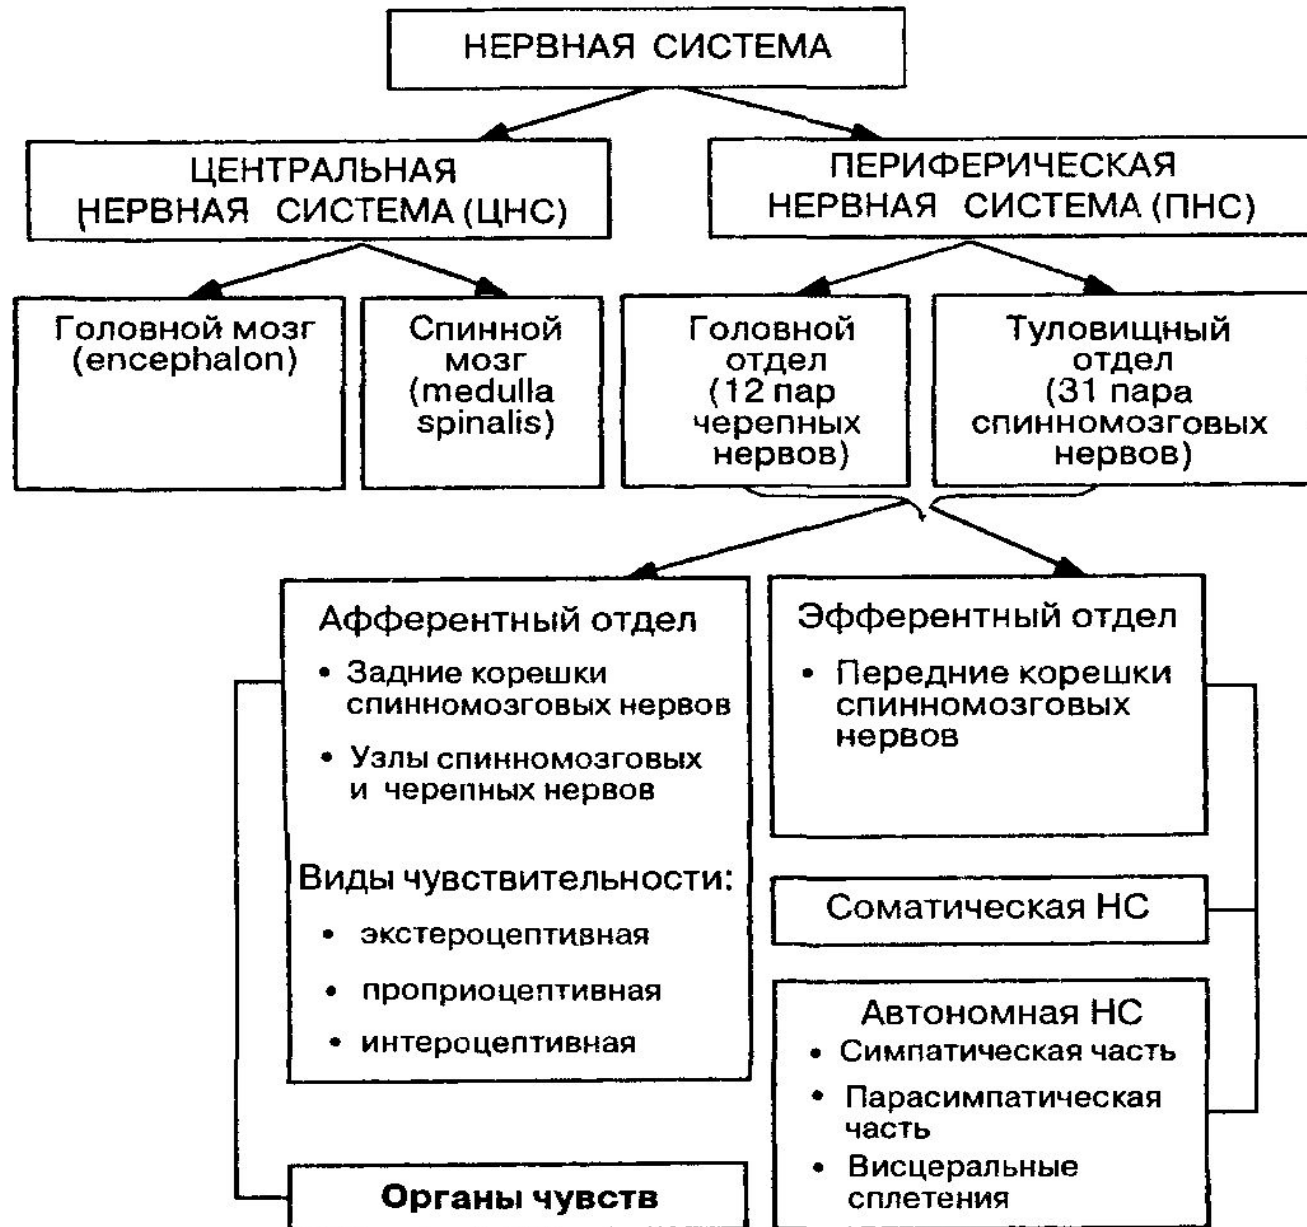 НЕРВНАЯ СИСТЕМА
ЦЕНТРАЛЬНАЯ
НЕРВНАЯ СИСТЕМА (ЦНС)
ПЕРИФЕРИЧЕСКАЯ
НЕРВНАЯ СИСТЕМА (ПНС)
Головной мозг
(encephalon)
Спинной
мозг
(medulla
spinalis)
Головной
отдел
(12 пар
черепных
нервов)
Туловищный
отдел
(31 пара
спинномозговых
нервов)
Афферентный отдел
• Задние корешки
спинномозговых нервов
• Узлы спинномозговых
и черепных нервов
Виды чувствительности:
• экстероцептивная
• проприоцептивная
• интероцептивная
Органы чувств
Эфферентный отдел
• Передние корешки
спинномозговых
нервов
Соматическая НС
Автономная НС
• Симпатическая часть
• Парасимпатическая
часть
• Висцеральные
сплетения